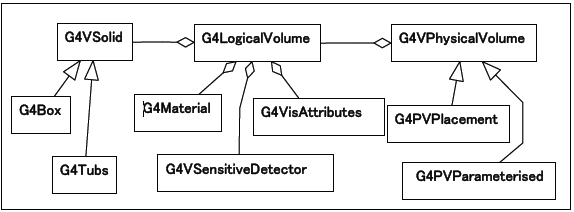 G4VSolid
G4LogicalVolume
G4VPhysicalVolume
G4Box
G4Material
G4VisAttributes
G4PVPlacement
G4Tubs
G4VSensitiveDetector
G4PVParameterised